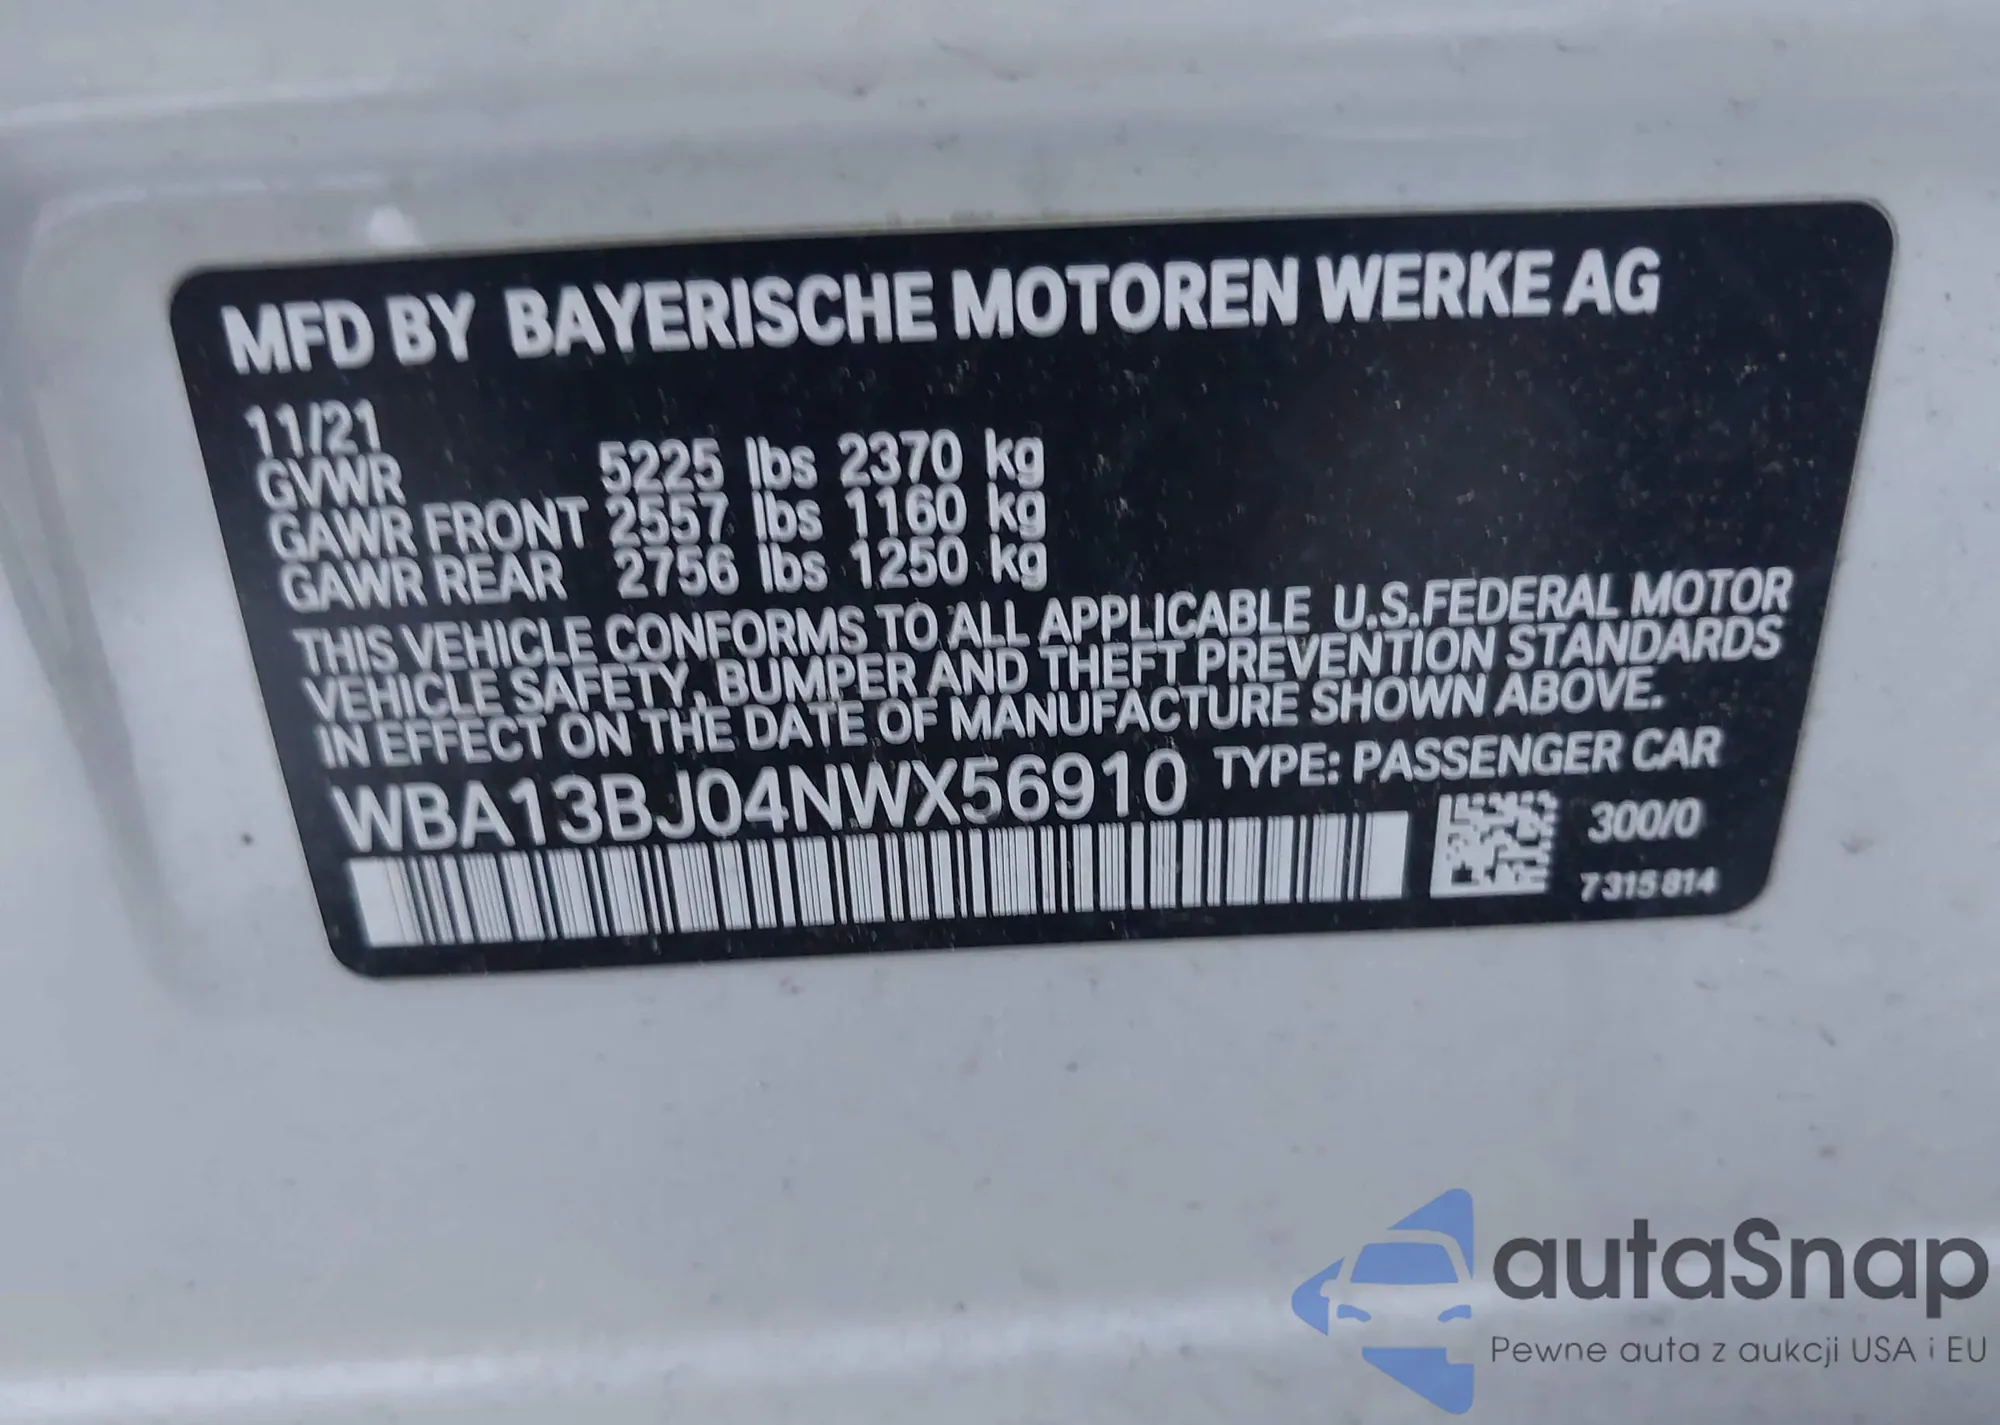 MFD BY BAYERISCHE MOTOREN WERKE AG
11/21
GVWR 5225 lbs 2370 kg
GAWR FRONT 2557 lbs 1160 kg
GAWR REAR 2756 lbs 1250 kg
THIS VEHICLE CONFORMS TO ALL APPLICABLE U.S.FEDERAL MOTOR
VEHICLE SAFETY, BUMPER AND THEFT PREVENTION STANDARDS
IN EFFECT ON THE DATE OF MANUFACTURE SHOWN ABOVE.
WBA13BJ04NWX56910 TYPE: PASSENGER CAR
300/0
7315814
autoSnap
Pewne auta z aukcji USA i EU